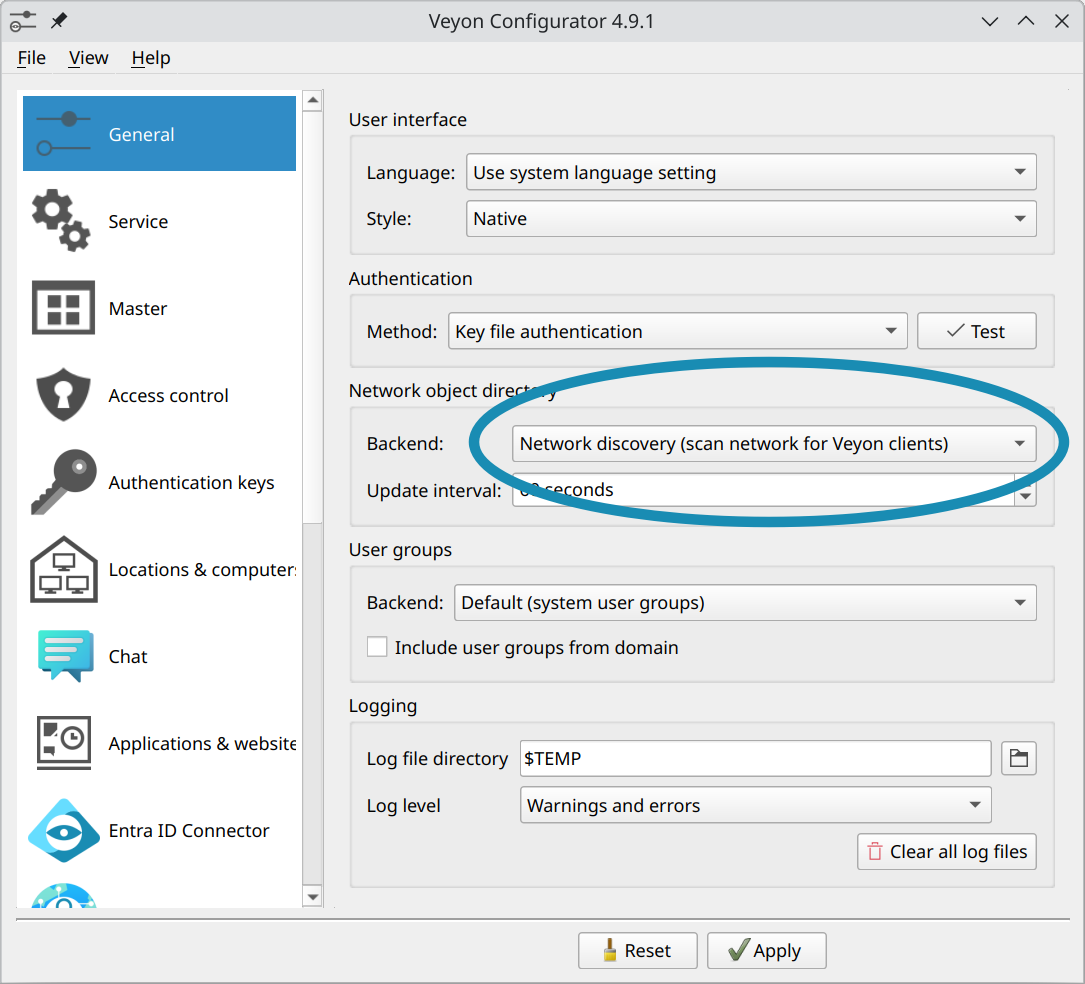 Veyon Configurator 4.9.1
File View Help
General
Service
Master
Access control
Authentication keys
Locations & computers
Chat
Applications & website
Entra ID Connector
User interface
Language: Use system language setting
Style: Native
Authentication
Method: Key file authentication Test
Network object directory
Backend: Network discovery (scan network for Veyon clients)
Update interval: 60 seconds
User groups
Backend: Default (system user groups)
Include user groups from domain
Logging
Log file directory $TEMP
Log level Warnings and errors
Clear all log files
Reset Apply